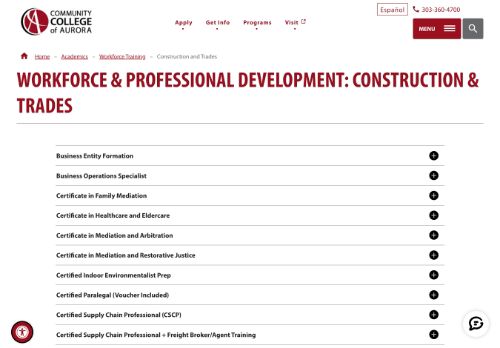 COMMUNITY
COLLEGE
of AURORA
Apply
Get Info
Programs
Visit
Español
303-360-4700
MENU
Home - Academics - Workforce Training - Construction and Trades
WORKFORCE & PROFESSIONAL DEVELOPMENT: CONSTRUCTION &
TRADES
Business Entity Formation
Business Operations Specialist
Certificate in Family Mediation
Certificate in Healthcare and Eldercare
Certificate in Mediation and Arbitration
Certificate in Mediation and Restorative Justice
Certified Indoor Environmentalist Prep
Certified Paralegal (Voucher Included)
Certified Supply Chain Professional (CSCP)
Certified Supply Chain Professional + Freight Broker/Agent Training